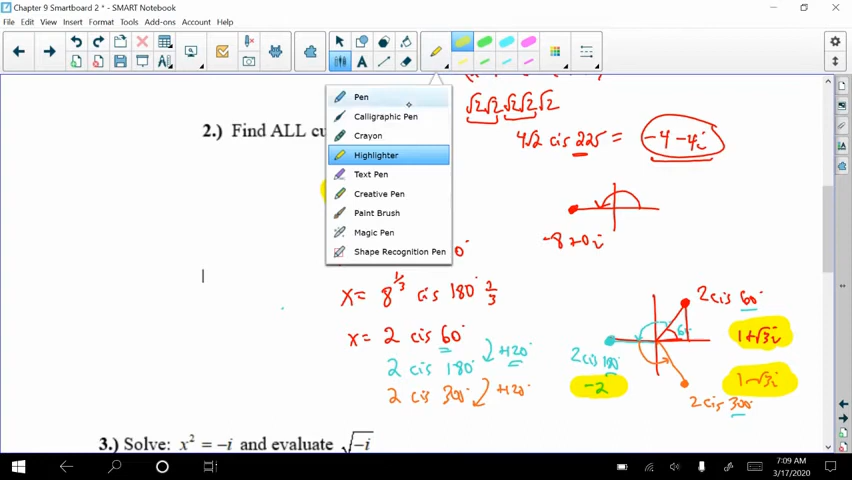 Chapter 9 Smartboard 2 * - SMART Notebook
File Edit View Insert Format Tools Add-ons Account Help
Pen
Calligraphic Pen
Crayon
Highlighter
Text Pen
Creative Pen
Paint Brush
Magic Pen
Shape Recognition Pen
√2√2 √2√2 √2
2.) Find ALL cu
4√2 cis 225 = -4-4i
-8+0i
x= 8^1/3 cis 180° 1/3
2 cis 60°
x= 2 cis 60°
60°
1+√3i
2 cis 180° +120°
2 cis 180°
-2
1-√3i
2 cis 300° +120°
2 cis 300°
3.) Solve: x² = -i and evaluate √-i
7:09 AM
3/17/2020